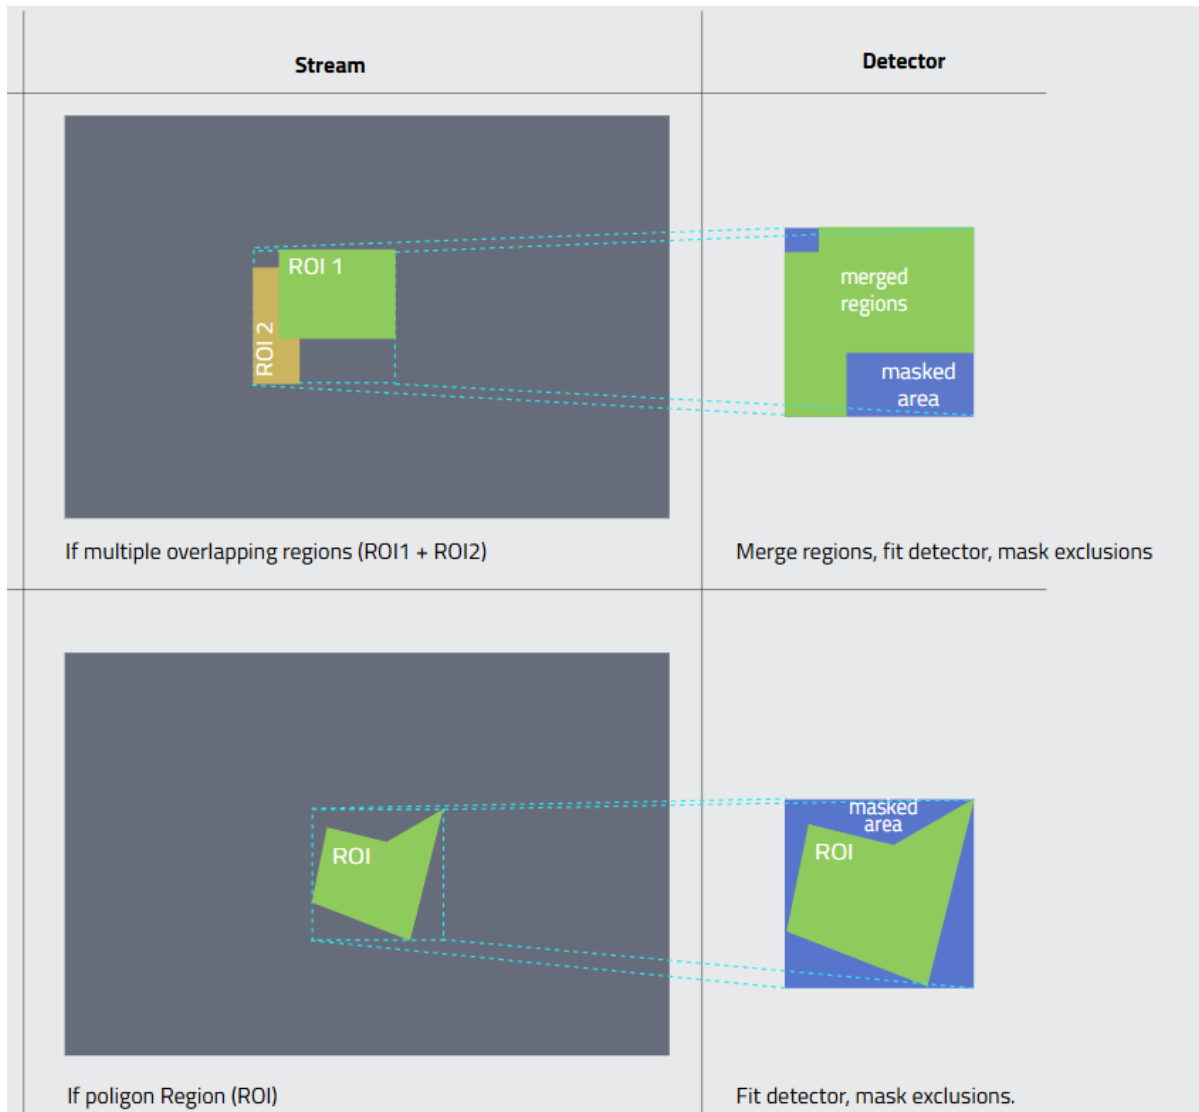 Stream
Detector
ROI 1
ROI 2
merged
regions
masked
area
If multiple overlapping regions (ROI1 + ROI2)
Merge regions, fit detector, mask exclusions
ROI
masked
area
ROI
If poligon Region (ROI)
Fit detector, mask exclusions.